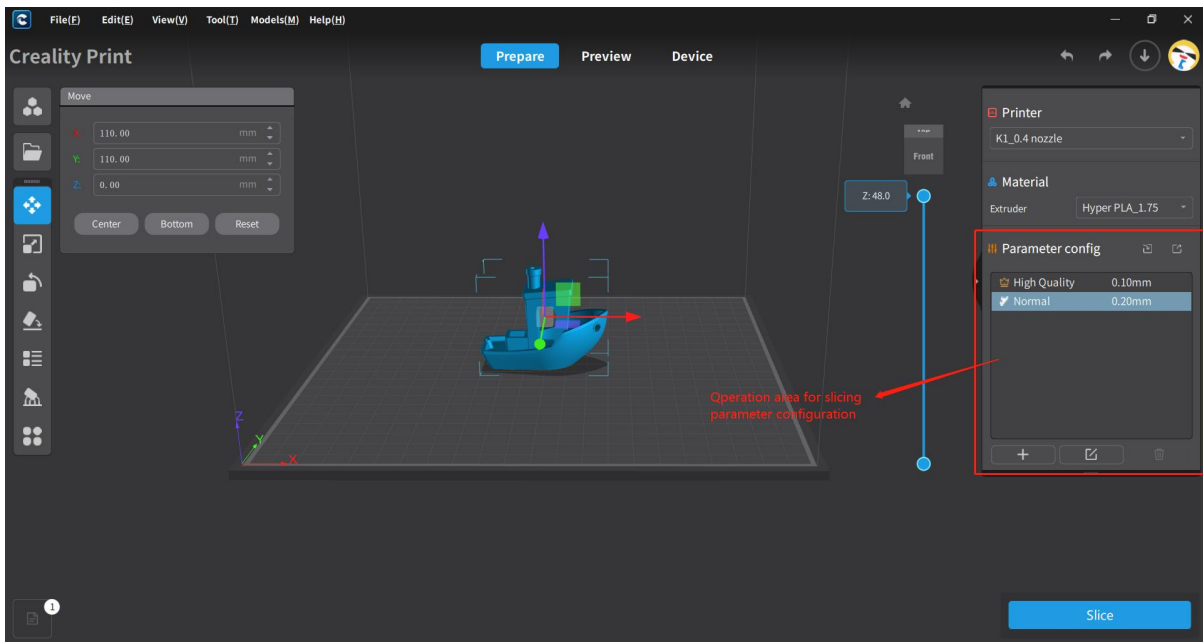 File(F) Edit(E) View(V) Tool(T) Models(M) Help(H)
Creality Print
Prepare Preview Device
Move
X: 110.00 mm
Y: 110.00 mm
Z: 0.00 mm
Center Bottom Reset
Front
Z: 48.0
Printer
K1_0.4 nozzle
Material
Extruder Hyper PLA_1.75
Parameter config
High Quality 0.10mm
Normal 0.20mm
Operation area for slicing
parameter configuration
Z
Y
X
1
Slice